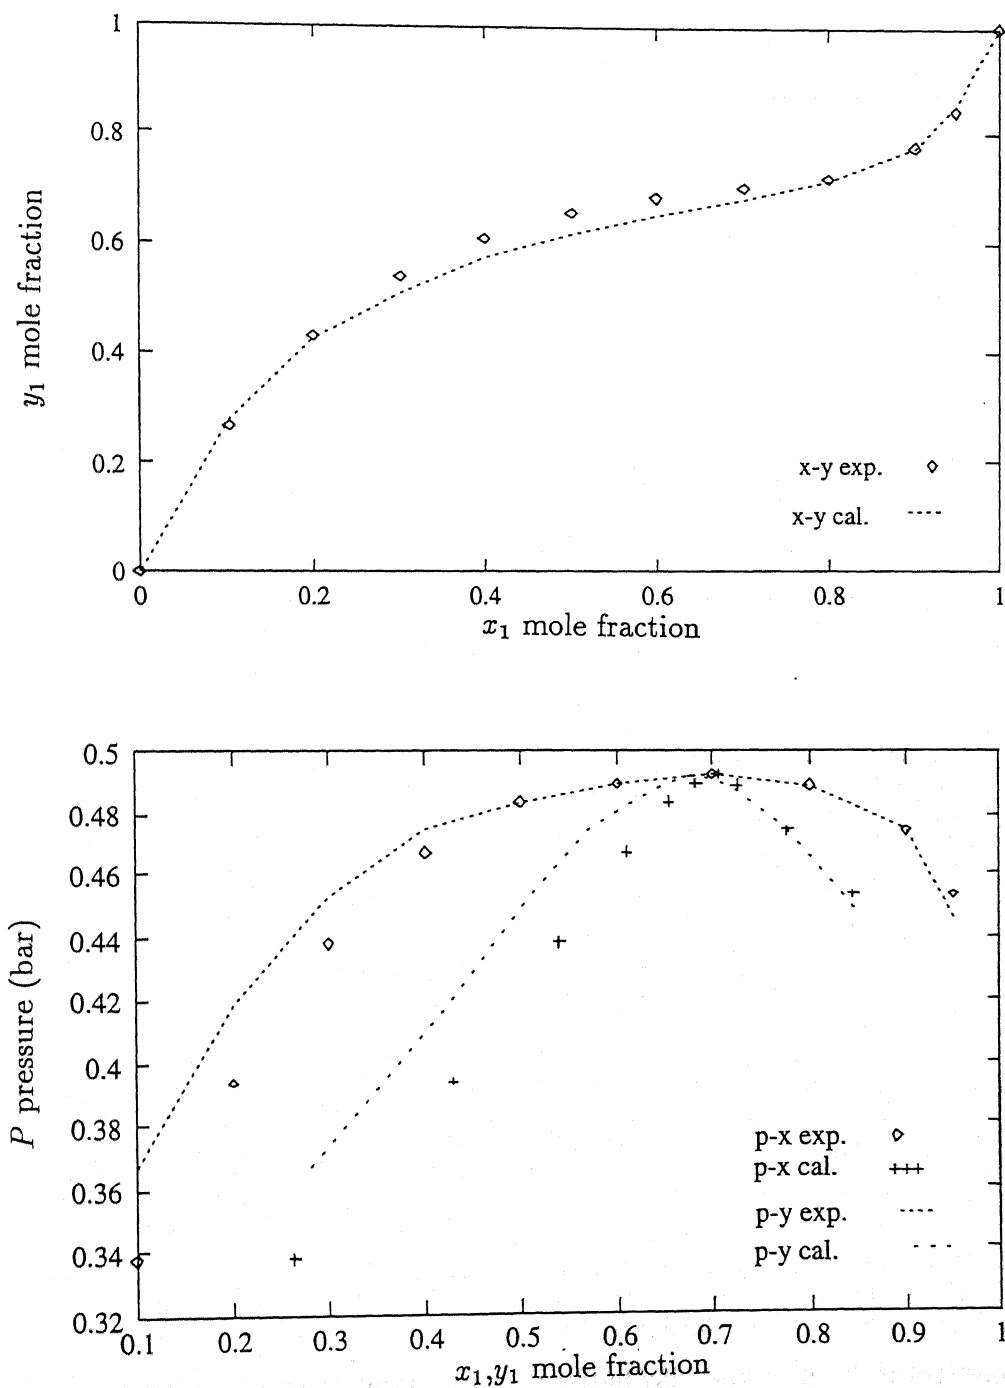 1
0.8
0.6
0.4
0.2
0
y₁ mole fraction
x-y exp.
x-y cal.
0 0.2 0.4 0.6 0.8 1
x₁ mole fraction
0.5
0.48
0.46
0.44
0.42
0.4
0.38
0.36
0.34
0.32
P pressure (bar)
p-x exp.
p-x cal.
p-y exp.
p-y cal.
0.1 0.2 0.3 0.4 0.5 0.6 0.7 0.8 0.9 1
x₁,y₁ mole fraction